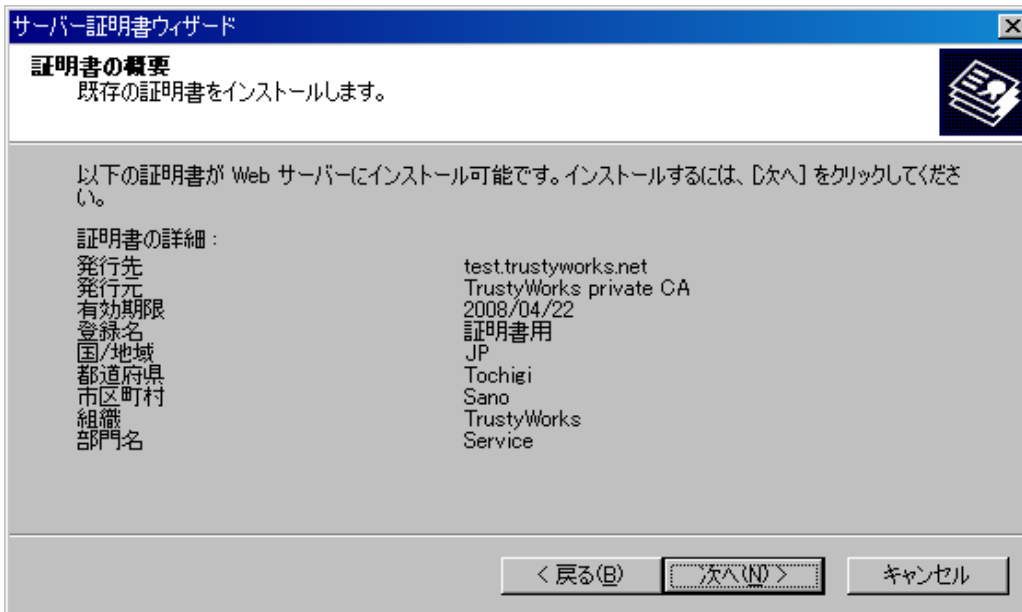 サーバー証明書ウィザード
証明書の概要
既存の証明書をインストールします。
以下の証明書が Web サーバーにインストール可能です。インストールするには、[次へ] をクリックしてくださ
い。
証明書の詳細 :
発行先 test.trustyworks.net
発行元 TrustyWorks private CA
有効期限 2008/04/22
登録名 証明書用
国/地域 JP
都道府県 Tochigi
市区町村 Sano
組織 TrustyWorks
部門名 Service
< 戻る(B) 次へ(N) > キャンセル